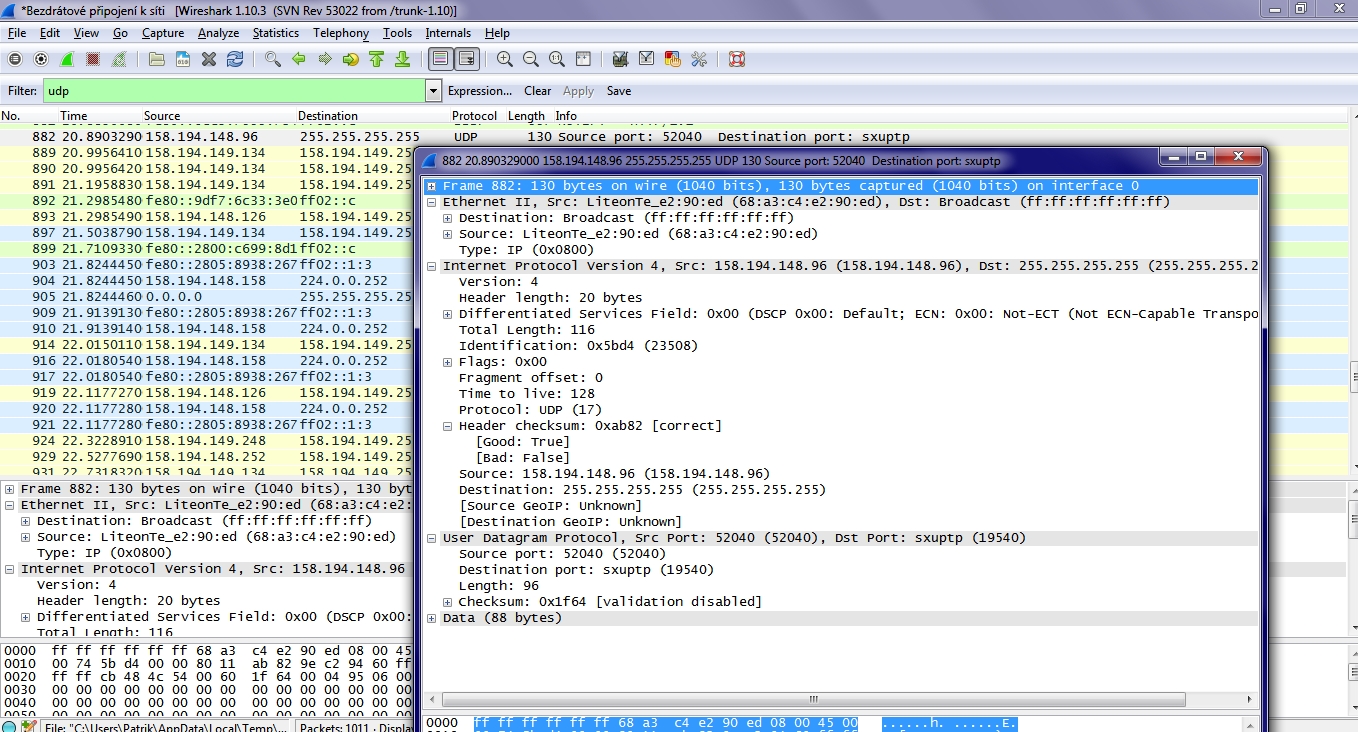 *Bezdrátové připojení k síti   [Wireshark 1.10.3  (SVN Rev 53022 from /trunk-1.10)]
File  Edit  View  Go  Capture  Analyze  Statistics  Telephony  Tools  Internals  Help
Filter: udp  Expression...  Clear  Apply  Save
No.  Time  Source  Destination  Protocol  Length  Info
882 20.8903290 158.194.148.96 255.255.255.255 UDP 130 Source port: 52040  Destination port: sxuptp
889 20.9956410 158.194.149.134 158.194.149.25
890 20.9956420 158.194.149.134 158.194.149.25
891 21.1958830 158.194.149.134 158.194.149.25
892 21.2985480 fe80::9df7:6c33:3e0 ff02::c
893 21.2985480 158.194.148.126 158.194.149.25
897 21.5038790 158.194.149.134 158.194.149.25
899 21.7109330 fe80::2800:c699:8d1 ff02::c
903 21.8244450 fe80::2805:8938:267 ff02::1:3
904 21.8244450 158.194.148.158 224.0.0.252
905 21.8244460 0.0.0.0 255.255.255.25
909 21.9139130 fe80::2805:8938:267 ff02::1:3
910 21.9139140 158.194.148.158 224.0.0.252
914 22.0150110 158.194.149.134 158.194.149.25
916 22.0180540 158.194.148.158 224.0.0.252
917 22.0180540 fe80::2805:8938:267 ff02::1:3
919 22.1177270 158.194.148.126 158.194.149.25
920 22.1177280 158.194.148.158 224.0.0.252
921 22.1177280 fe80::2805:8938:267 ff02::1:3
924 22.3228910 158.194.149.248 158.194.149.25
929 22.5277690 158.194.148.252 158.194.149.25
931 22.7318320 158.194.149.134 158.194.149.25
Frame 882: 130 bytes on wire (1040 bits), 130 byt
Ethernet II, Src: LiteonTe_e2:90:ed (68:a3:c4:e2:
Destination: Broadcast (ff:ff:ff:ff:ff:ff)
Source: LiteonTe_e2:90:ed (68:a3:c4:e2:90:ed)
Type: IP (0x0800)
Internet Protocol Version 4, Src: 158.194.148.96
Version: 4
Header length: 20 bytes
Differentiated Services Field: 0x00 (DSCP 0x00:
Total Length: 116
0000  ff ff ff ff ff ff 68 a3  c4 e2 90 ed 08 00 45
0010  00 74 5b d4 00 00 80 11  ab 82 9e c2 94 60 ff
0020  ff ff cb 48 4c 54 00 60  1f 64 00 04 95 06 00
0030  00 00 00 00 00 00 00 00  00 00 00 00 00 00 00
0040  00 00 00 00 00 00 00 00  00 00 00 00 00 00 00
0050  00 00 00 00 00 00 00 00  00 00 00 00 00 00 00
File: "C:\Users\Patrik\AppData\Local\Temp\...  Packets: 1011 · Display
882 20.890329000 158.194.148.96 255.255.255.255 UDP 130 Source port: 52040  Destination port: sxuptp
Frame 882: 130 bytes on wire (1040 bits), 130 bytes captured (1040 bits) on interface 0
Ethernet II, Src: LiteonTe_e2:90:ed (68:a3:c4:e2:90:ed), Dst: Broadcast (ff:ff:ff:ff:ff:ff)
Destination: Broadcast (ff:ff:ff:ff:ff:ff)
Source: LiteonTe_e2:90:ed (68:a3:c4:e2:90:ed)
Type: IP (0x0800)
Internet Protocol Version 4, Src: 158.194.148.96 (158.194.148.96), Dst: 255.255.255.255 (255.255.255.2
Version: 4
Header length: 20 bytes
Differentiated Services Field: 0x00 (DSCP 0x00: Default; ECN: 0x00: Not-ECT (Not ECN-Capable Transpo
Total Length: 116
Identification: 0x5bd4 (23508)
Flags: 0x00
Fragment offset: 0
Time to live: 128
Protocol: UDP (17)
Header checksum: 0xab82 [correct]
[Good: True]
[Bad: False]
Source: 158.194.148.96 (158.194.148.96)
Destination: 255.255.255.255 (255.255.255.255)
[Source GeoIP: Unknown]
[Destination GeoIP: Unknown]
User Datagram Protocol, Src Port: 52040 (52040), Dst Port: sxuptp (19540)
Source port: 52040 (52040)
Destination port: sxuptp (19540)
Length: 96
Checksum: 0x1f64 [validation disabled]
Data (88 bytes)
0000  ff ff ff ff ff ff 68 a3  c4 e2 90 ed 08 00 45 00  ......h. ......E.